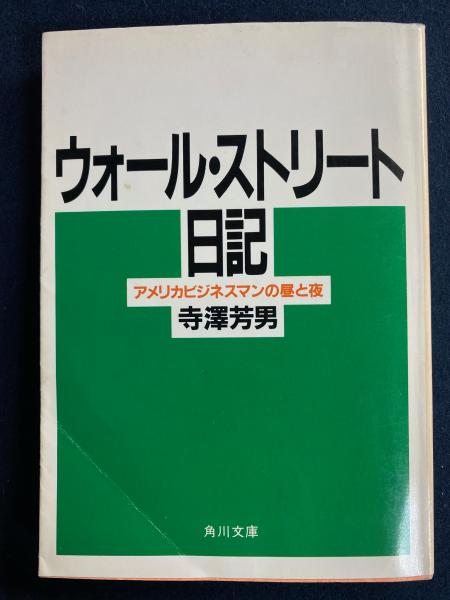 ウォール・ストリート
日記
アメリカビジネスマンの昼と夜
寺澤芳男
角川文庫